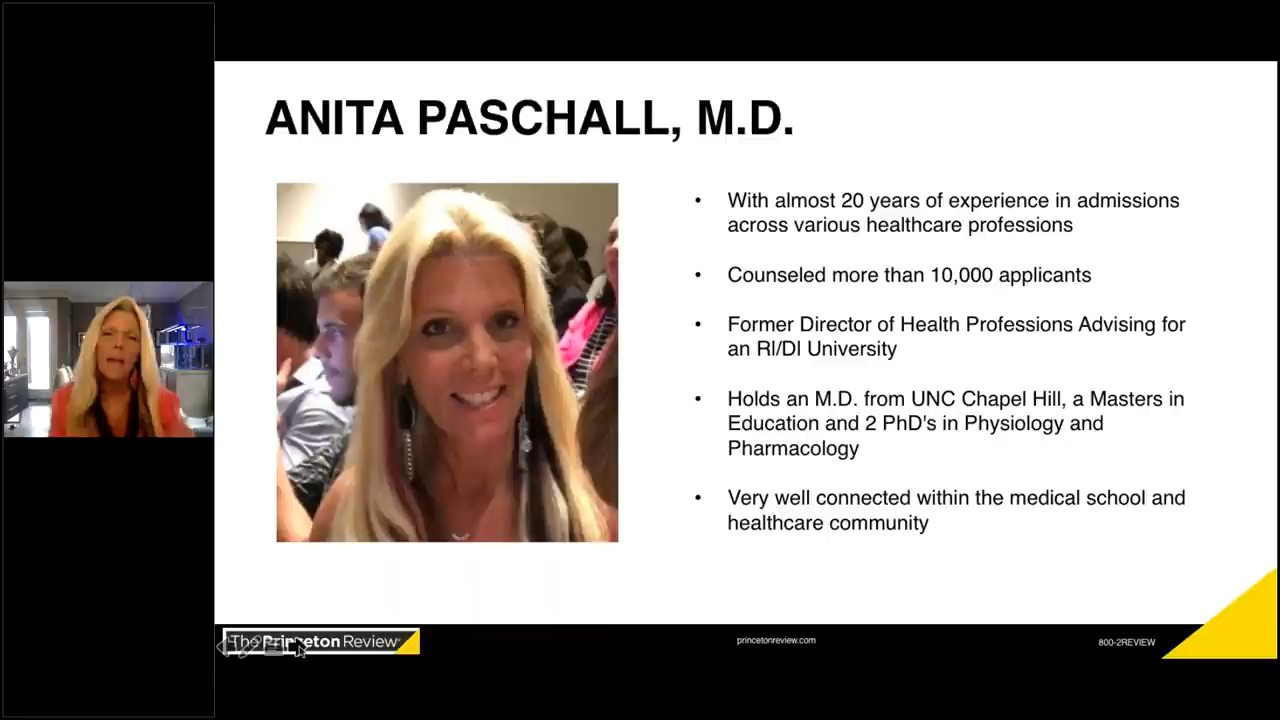 ANITA PASCHALL, M.D.
• With almost 20 years of experience in admissions
across various healthcare professions
• Counseled more than 10,000 applicants
• Former Director of Health Professions Advising for
an RI/DI University
• Holds an M.D. from UNC Chapel Hill, a Masters in
Education and 2 PhD's in Physiology and
Pharmacology
• Very well connected within the medical school and
healthcare community
The Princeton Review
princetonreview.com
800-2REVIEW